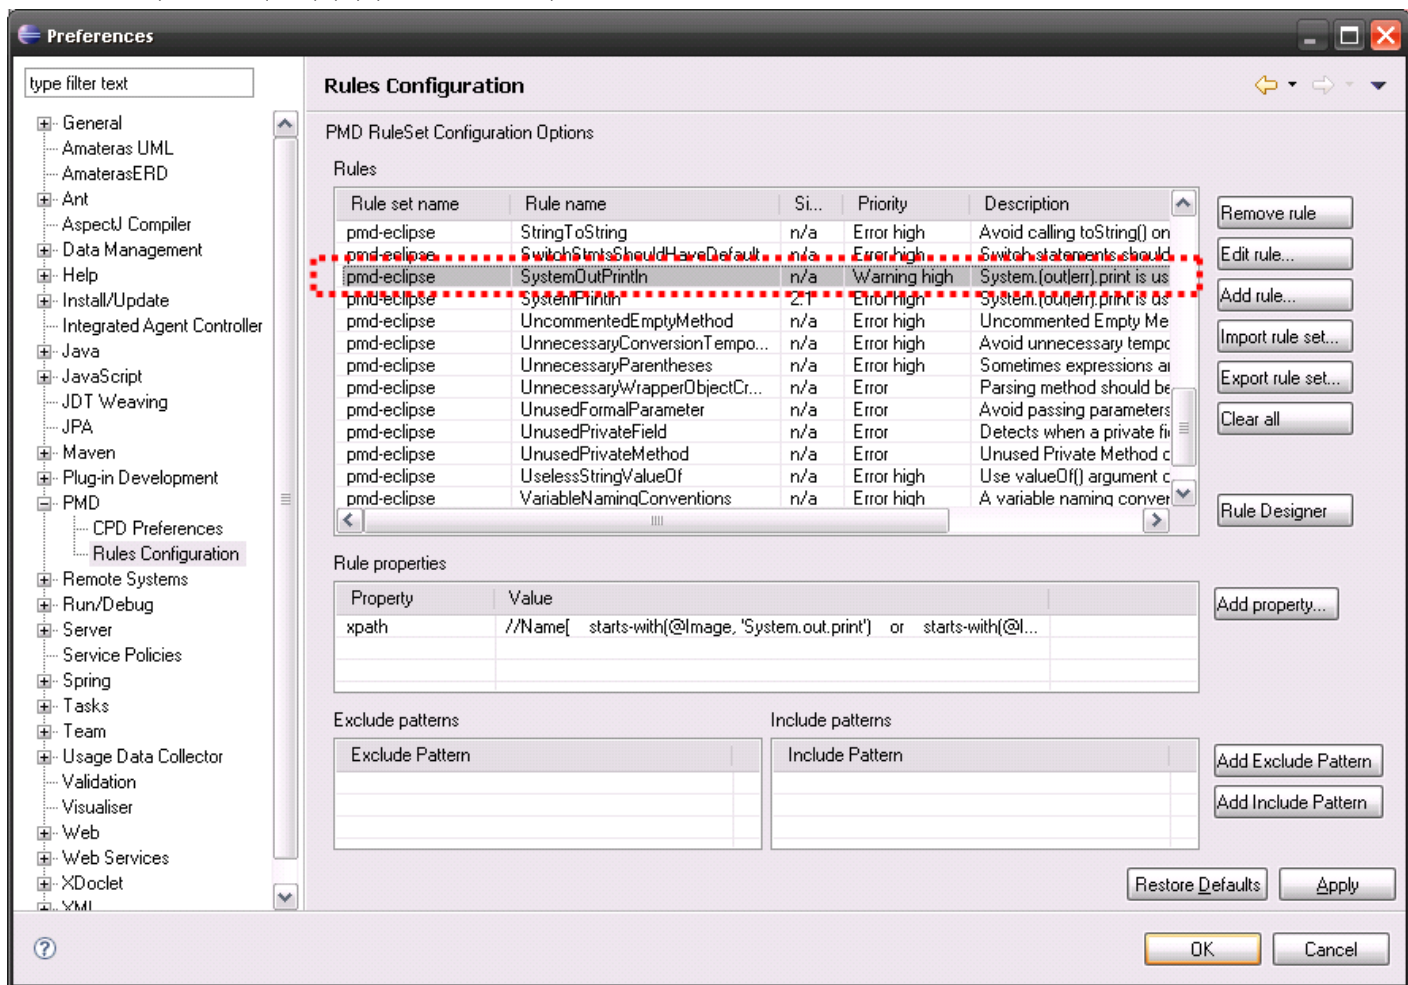 Preferences
type filter text
General
Amateras UML
AmaterasERD
Ant
AspectJ Compiler
Data Management
Help
Install/Update
Integrated Agent Controller
Java
JavaScript
JDT Weaving
JPA
Maven
Plug-in Development
PMD
CPD Preferences
Rules Configuration
Remote Systems
Run/Debug
Server
Service Policies
Spring
Tasks
Team
Usage Data Collector
Validation
Visualiser
Web
Web Services
XDoclet
XML
Rules Configuration
PMD RuleSet Configuration Options
Rules
Rule set name Rule name Si... Priority Description
pmd-eclipse StringToString n/a Error high Avoid calling toString() on
pmd-eclipse SwitchStmtsShouldHaveDefault n/a Error high Switch statements should
pmd-eclipse SystemOutPrintln n/a Warning high System.(out|err).print is us
pmd-eclipse SystemPrintln 2.1 Error high System.(out|err).print is us
pmd-eclipse UncommentedEmptyMethod n/a Error high Uncommented Empty Me
pmd-eclipse UnnecessaryConversionTempo... n/a Error high Avoid unnecessary tempo
pmd-eclipse UnnecessaryParentheses n/a Error high Sometimes expressions ar
pmd-eclipse UnnecessaryWrapperObjectCr... n/a Error Parsing method should be
pmd-eclipse UnusedFormalParameter n/a Error Avoid passing parameters
pmd-eclipse UnusedPrivateField n/a Error Detects when a private fi
pmd-eclipse UnusedPrivateMethod n/a Error Unused Private Method d
pmd-eclipse UselessStringValueOf n/a Error high Use valueOf() argument c
pmd-eclipse VariableNamingConventions n/a Error high A variable naming conver
Remove rule
Edit rule...
Add rule...
Import rule set...
Export rule set...
Clear all
Rule Designer
Rule properties
Property Value
xpath //Name[ starts-with(@Image, 'System.out.print') or starts-with(@I...
Add property...
Exclude patterns Include patterns
Exclude Pattern Include Pattern
Add Exclude Pattern
Add Include Pattern
Restore Defaults Apply
OK Cancel